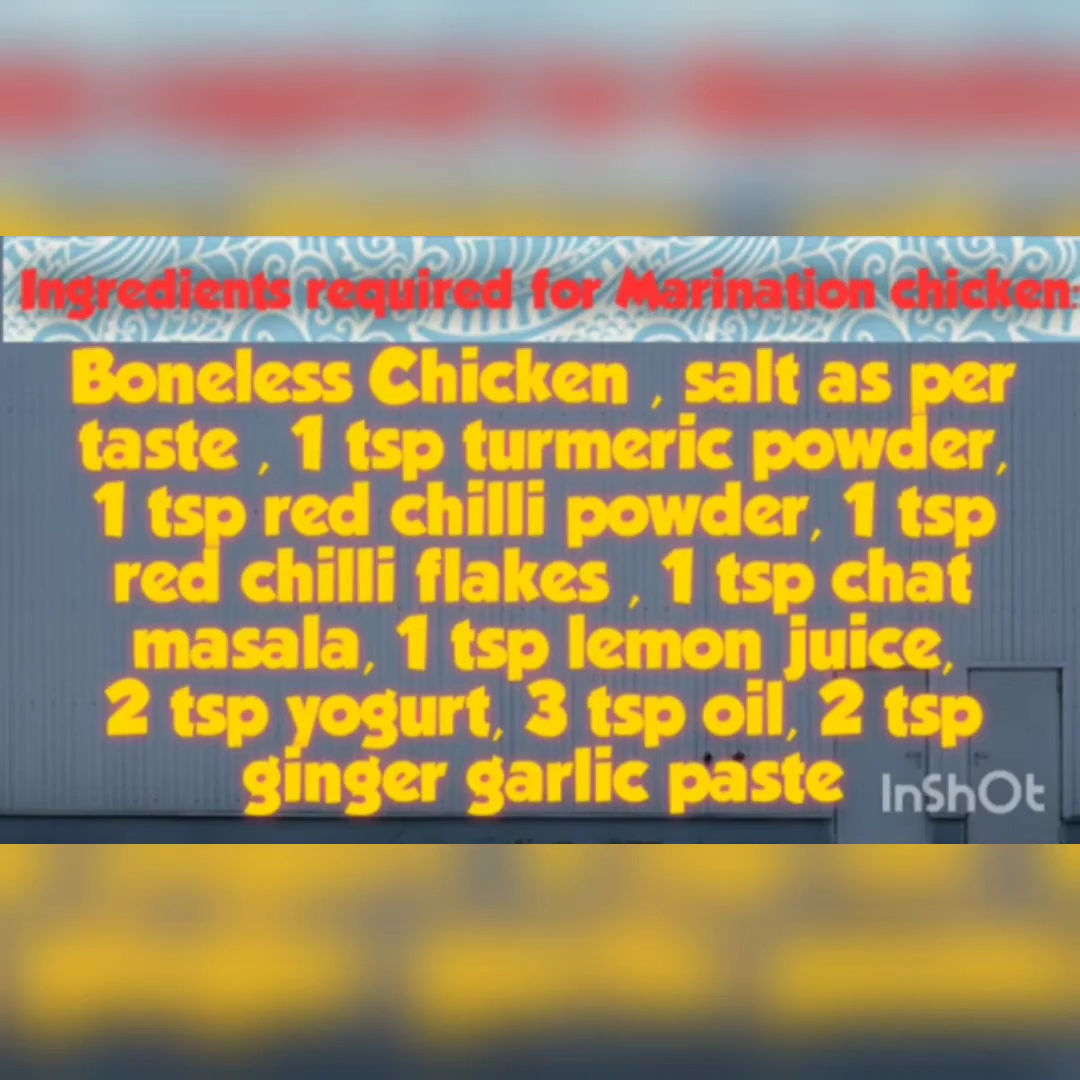 Ingredients required for Marination chicken:
Boneless Chicken , salt as per
taste , 1 tsp turmeric powder,
1 tsp red chilli powder, 1 tsp
red chilli flakes , 1 tsp chat
masala, 1 tsp lemon juice,
2 tsp yogurt, 3 tsp oil, 2 tsp
ginger garlic paste
InShOt